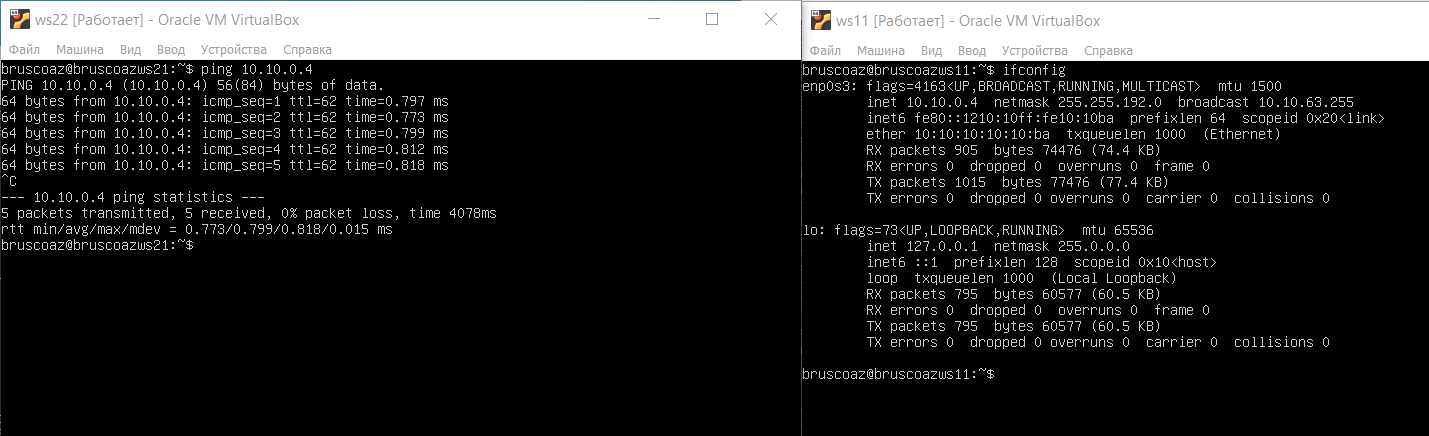 ws22 [Работает] - Oracle VM VirtualBox
Файл Машина Вид Ввод Устройства Справка
bruscoaz@bruscoazws21:~$ ping 10.10.0.4
PING 10.10.0.4 (10.10.0.4) 56(84) bytes of data.
64 bytes from 10.10.0.4: icmp_seq=1 ttl=62 time=0.797 ms
64 bytes from 10.10.0.4: icmp_seq=2 ttl=62 time=0.773 ms
64 bytes from 10.10.0.4: icmp_seq=3 ttl=62 time=0.799 ms
64 bytes from 10.10.0.4: icmp_seq=4 ttl=62 time=0.812 ms
64 bytes from 10.10.0.4: icmp_seq=5 ttl=62 time=0.818 ms
^C
--- 10.10.0.4 ping statistics ---
5 packets transmitted, 5 received, 0% packet loss, time 4078ms
rtt min/avg/max/mdev = 0.773/0.799/0.818/0.015 ms
bruscoaz@bruscoazws21:~$
ws11 [Работает] - Oracle VM VirtualBox
Файл Машина Вид Ввод Устройства Справка
bruscoaz@bruscoazws11:~$ ifconfig
enp0s3: flags=4163<UP,BROADCAST,RUNNING,MULTICAST> mtu 1500
inet 10.10.0.4 netmask 255.255.192.0 broadcast 10.10.63.255
inet6 fe80::1210:10ff:fe10:10ba prefixlen 64 scopeid 0x20<link>
ether 10:10:10:10:10:ba txqueuelen 1000 (Ethernet)
RX packets 905 bytes 74476 (74.4 KB)
RX errors 0 dropped 0 overruns 0 frame 0
TX packets 1015 bytes 77476 (77.4 KB)
TX errors 0 dropped 0 overruns 0 carrier 0 collisions 0
lo: flags=73<UP,LOOPBACK,RUNNING> mtu 65536
inet 127.0.0.1 netmask 255.0.0.0
inet6 ::1 prefixlen 128 scopeid 0x10<host>
loop txqueuelen 1000 (Local Loopback)
RX packets 795 bytes 60577 (60.5 KB)
RX errors 0 dropped 0 overruns 0 frame 0
TX packets 795 bytes 60577 (60.5 KB)
TX errors 0 dropped 0 overruns 0 carrier 0 collisions 0
bruscoaz@bruscoazws11:~$